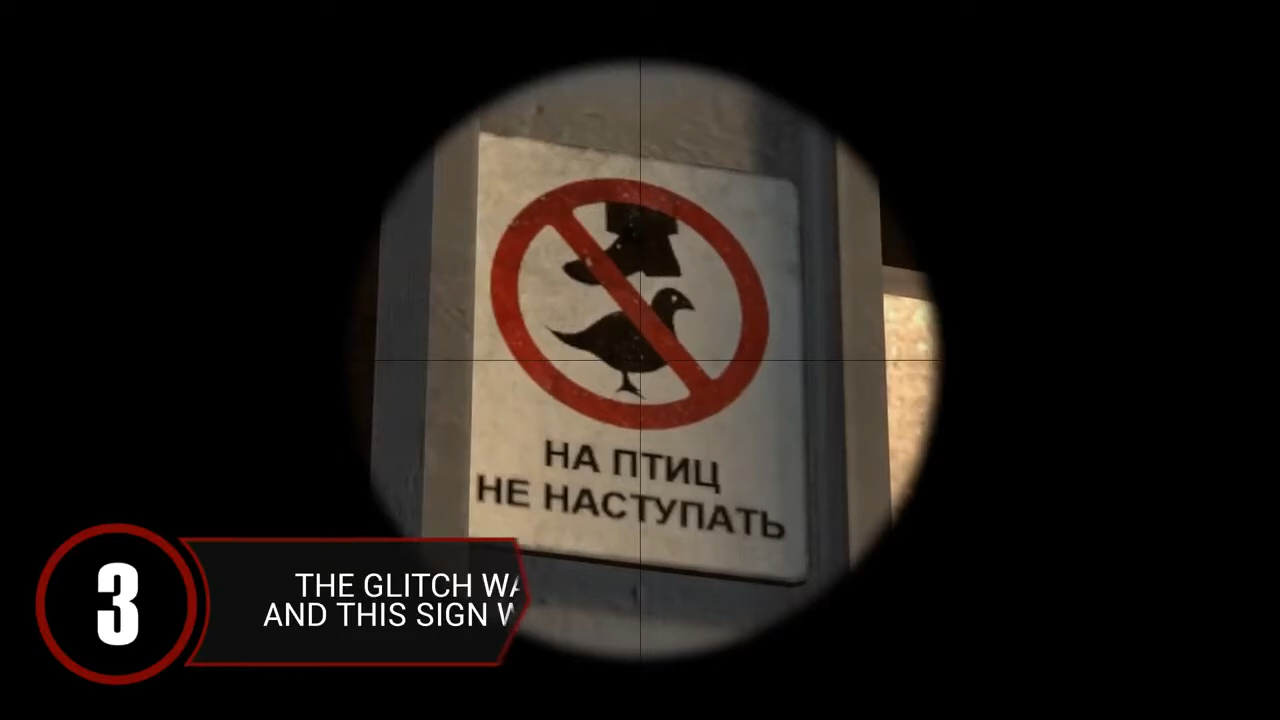 НА ПТИЦ
НЕ НАСТУПАТЬ
3
THE GLITCH
AND THIS SIGN